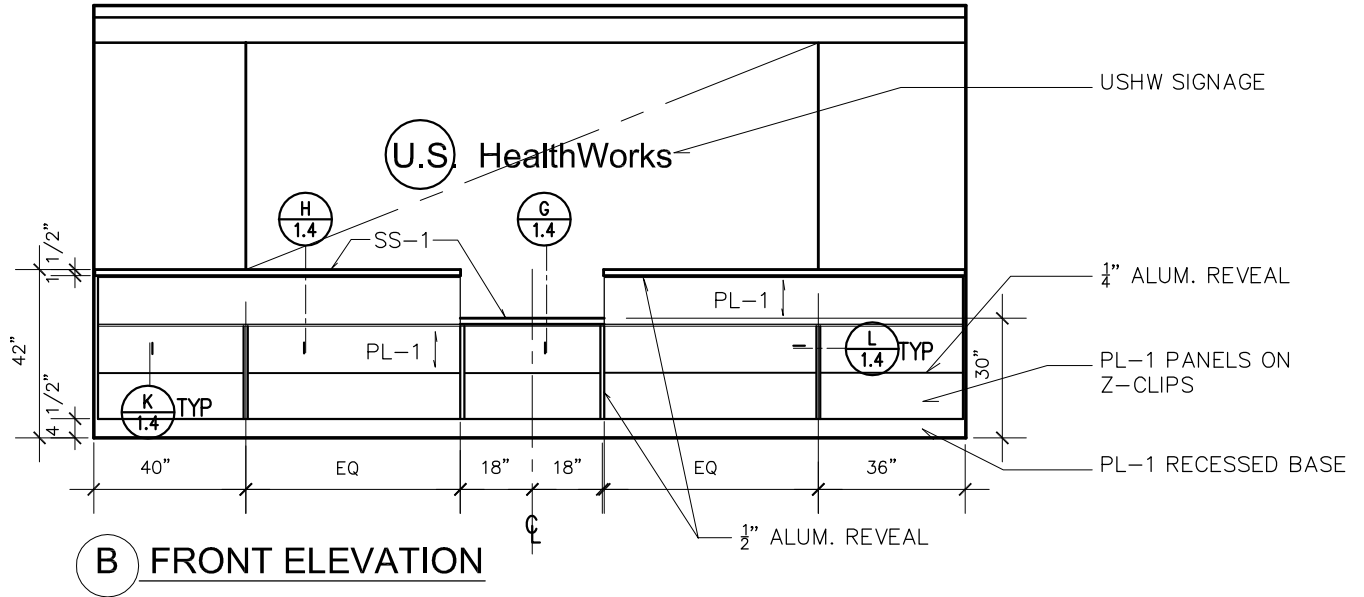 USHW SIGNAGE
U.S. HealthWorks
H
1.4
G
1.4
SS-1
1 1/2"
1/4" ALUM. REVEAL
PL-1
PL-1
L
1.4
TYP
42"
30"
PL-1 PANELS ON
Z-CLIPS
K
1.4
TYP
4 1/2"
40"
EQ
18"
18"
EQ
36"
PL-1 RECESSED BASE
CL
1/2" ALUM. REVEAL
B FRONT ELEVATION